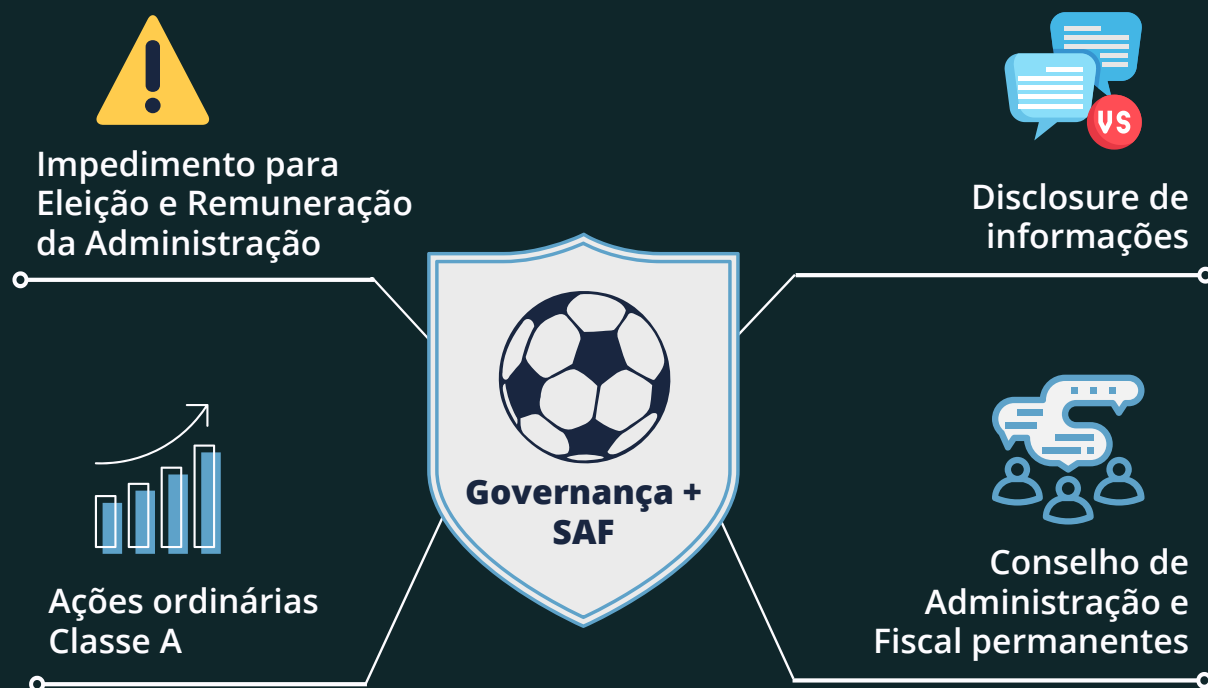 Impedimento para
Eleição e Remuneração
da Administração
VS
Disclosure de
informações
Governança +
SAF
Ações ordinárias
Classe A
Conselho de
Administração e
Fiscal permanentes